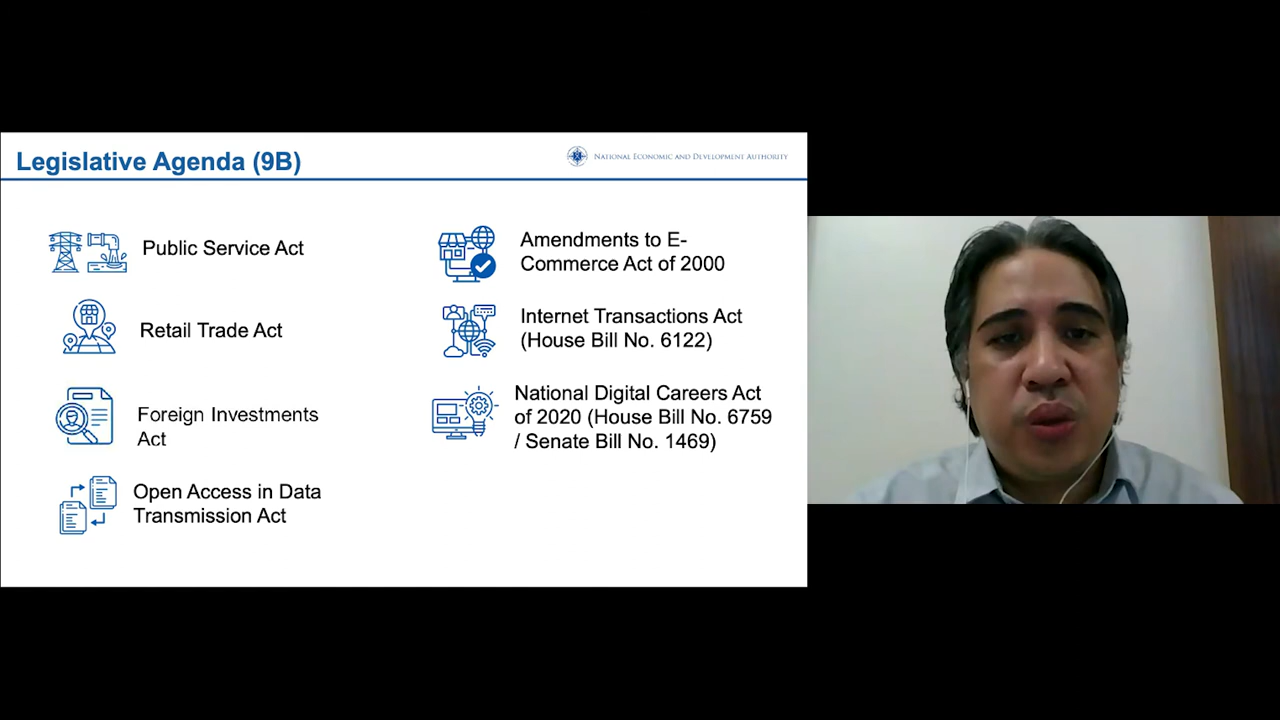 Legislative Agenda (9B)
NATIONAL ECONOMIC AND DEVELOPMENT AUTHORITY
Public Service Act
Retail Trade Act
Foreign Investments
Act
Open Access in Data
Transmission Act
Amendments to E-
Commerce Act of 2000
Internet Transactions Act
(House Bill No. 6122)
National Digital Careers Act
of 2020 (House Bill No. 6759
/ Senate Bill No. 1469)